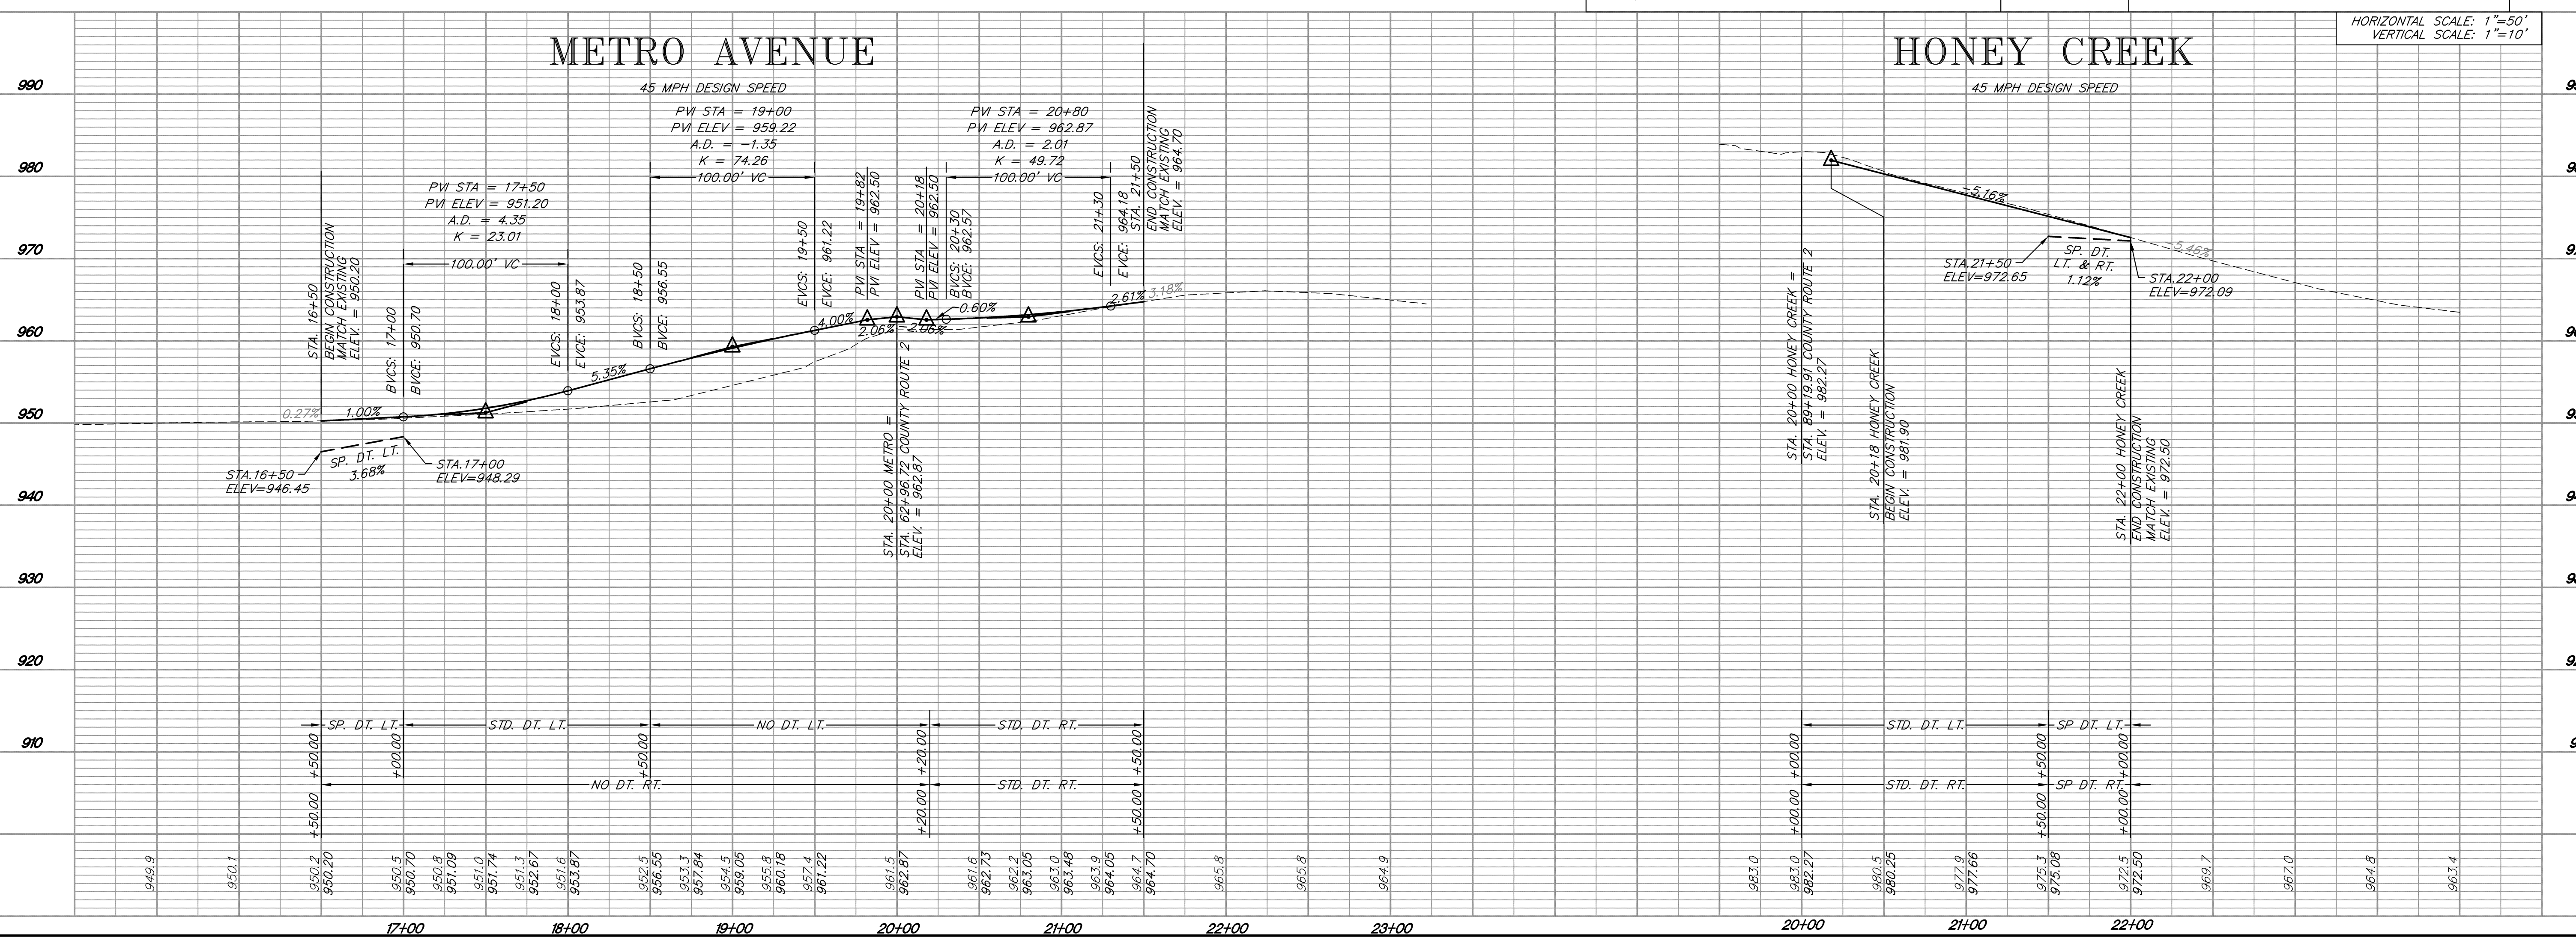 HORIZONTAL SCALE: 1"=50'
VERTICAL SCALE: 1"=10'
METRO AVENUE
45 MPH DESIGN SPEED
PVI STA = 17+50
PVI ELEV = 951.20
A.D. = 4.35
K = 23.01
100.00' VC
PVI STA = 19+00
PVI ELEV = 959.22
A.D. = -1.35
K = 74.26
100.00' VC
PVI STA = 20+80
PVI ELEV = 962.87
A.D. = 2.01
K = 49.72
100.00' VC
STA. 16+50
BEGIN CONSTRUCTION
MATCH EXISTING
ELEV. = 950.20
BVCS: 17+00
BVCE: 950.70
EVCS: 18+00
EVCE: 953.87
BVCS: 18+50
BVCE: 956.55
EVCS: 19+50
EVCE: 961.22
PVI STA = 19+82
PVI ELEV = 962.50
PVI STA = 20+18
PVI ELEV = 962.50
BVCS: 20+30
BVCE: 962.57
EVCS: 21+30
EVCE: 964.18
STA. 21+50
END CONSTRUCTION
MATCH EXISTING
ELEV. = 964.70
0.27%
1.00%
5.35%
4.00%
2.06%
-2.06%
0.60%
2.61%
3.18%
STA.16+50
ELEV=946.45
SP. DT. LT.
3.68%
STA.17+00
ELEV=948.29
STA. 20+00 METRO =
STA. 62+96.72 COUNTY ROUTE 2
ELEV. = 962.87
HONEY CREEK
45 MPH DESIGN SPEED
-5.16%
-5.46%
STA.21+50
ELEV=972.65
SP. DT.
LT. & RT.
1.12%
STA.22+00
ELEV=972.09
STA. 20+00 HONEY CREEK =
STA. 89+19.91 COUNTY ROUTE 2
ELEV. = 982.27
STA. 20+18 HONEY CREEK
BEGIN CONSTRUCTION
ELEV. = 981.90
STA. 22+00 HONEY CREEK
END CONSTRUCTION
MATCH EXISTING
ELEV. = 972.50
990
980
970
960
950
940
930
920
910
SP. DT. LT.
STD. DT. LT.
NO DT. LT.
STD. DT. RT.
+50.00
+00.00
+50.00
+20.00
+50.00
NO DT. RT.
STD. DT. RT.
+50.00
+20.00
+50.00
STD. DT. LT.
SP DT. LT.
+00.00
+50.00
+00.00
STD. DT. RT.
SP DT. RT.
+00.00
+50.00
+00.00
949.9
950.1
950.2
950.20
950.5
950.70
950.8
951.09
951.0
951.74
951.3
952.67
951.6
953.87
952.5
956.55
953.3
957.84
954.5
959.05
955.8
960.18
957.4
961.22
961.5
962.87
961.6
962.73
962.2
963.05
963.0
963.48
963.9
964.05
964.7
964.70
965.8
965.8
964.9
983.0
983.0
982.27
980.5
980.25
977.9
977.66
975.3
975.08
972.5
972.50
969.7
967.0
964.8
963.4
17+00
18+00
19+00
20+00
21+00
22+00
23+00
20+00
21+00
22+00